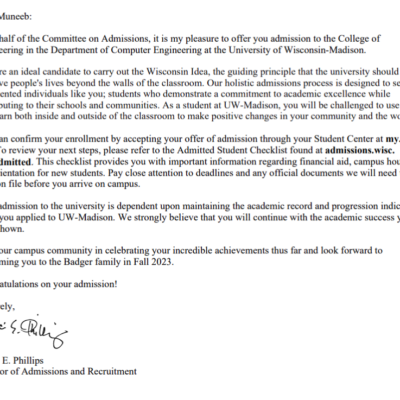 Muneeb:
half of the Committee on Admissions, it is my pleasure to offer you admission to the College of
eering in the Department of Computer Engineering at the University of Wisconsin-Madison.
re an ideal candidate to carry out the Wisconsin Idea, the guiding principle that the university should
ve people's lives beyond the walls of the classroom. Our holistic admissions process is designed to se
ented individuals like you; students who demonstrate a commitment to academic excellence while
buting to their schools and communities. As a student at UW-Madison, you will be challenged to use
arn both inside and outside of the classroom to make positive changes in your community and the wo
an confirm your enrollment by accepting your offer of admission through your Student Center at my.
To review your next steps, please refer to the Admitted Student Checklist found at admissions.wisc.
dmitted. This checklist provides you with important information regarding financial aid, campus hou
ientation for new students. Pay close attention to deadlines and any official documents we will need
on file before you arrive on campus.
admission to the university is dependent upon maintaining the academic record and progression indic
you applied to UW-Madison. We strongly believe that you will continue with the academic success y
hown.
our campus community in celebrating your incredible achievements thus far and look forward to
ming you to the Badger family in Fall 2023.
ratulations on your admission!
ely,
E. Phillips
or of Admissions and Recruitment